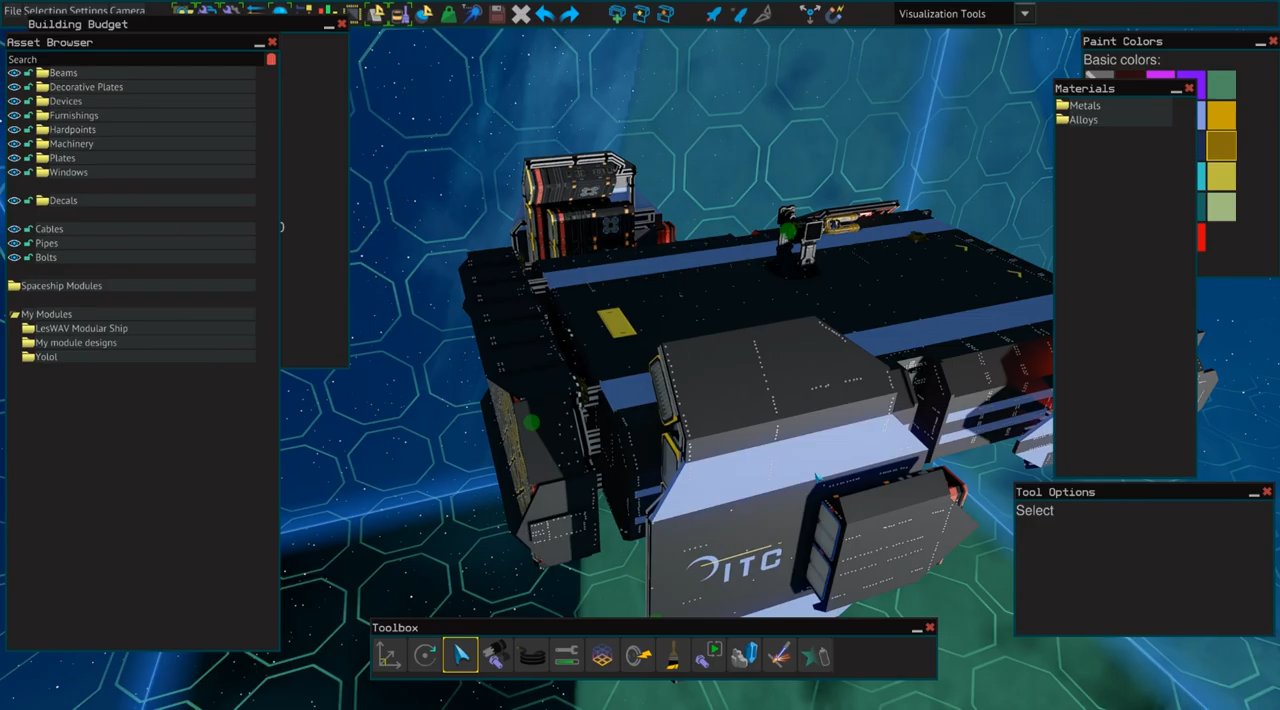 File Selection Settings Camera
Visualization Tools
Building Budget
Asset Browser
Search
Beams
Decorative Plates
Devices
Furnishings
Hardpoints
Machinery
Plates
Windows
Decals
Cables
Pipes
Bolts
Spaceship Modules
My Modules
LesWAV Modular Ship
My module designs
Yolol
Paint Colors
Basic colors:
Materials
Metals
Alloys
Tool Options
Select
ITC
Toolbox